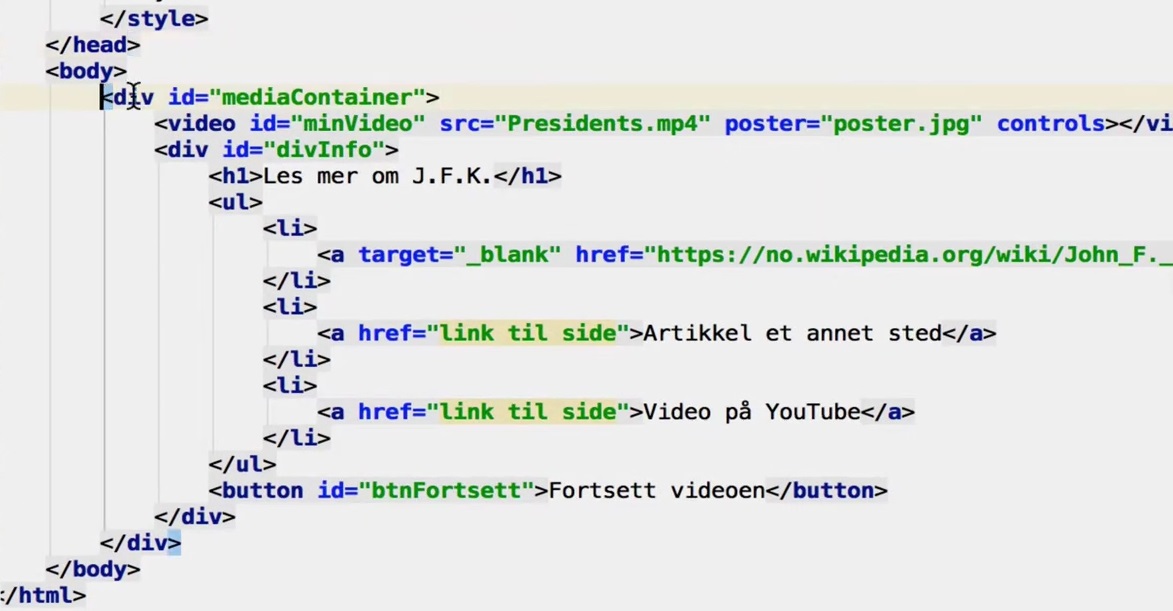 </style>
</head>
<body>
<div id="mediaContainer">
<video id="minVideo" src="Presidents.mp4" poster="poster.jpg" controls></vi
<div id="divInfo">
<h1>Les mer om J.F.K.</h1>
<ul>
<li>
<a target="_blank" href="https://no.wikipedia.org/wiki/John_F._
</li>
<li>
<a href="link til side">Artikkel et annet sted</a>
</li>
<li>
<a href="link til side">Video på YouTube</a>
</li>
</ul>
<button id="btnFortsett">Fortsett videoen</button>
</div>
</div>
</body>
</html>